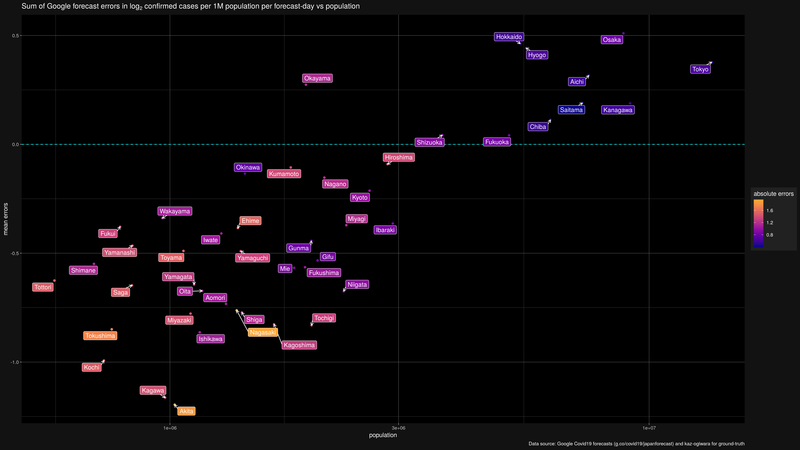 Sum of Google forecast errors in log2 confirmed cases per 1M population per forecast-day vs population
0.5
0.0
-0.5
-1.0
mean errors
Hokkaido
Osaka
Hyogo
Tokyo
Okayama
Aichi
Saitama
Kanagawa
Chiba
Shizuoka
Fukuoka
Hiroshima
Okinawa
Kumamoto
Nagano
Kyoto
Wakayama
Ehime
Miyagi
Fukui
Iwate
Ibaraki
Yamanashi
Gunma
Toyama
Yamaguchi
Gifu
Shimane
Mie
Fukushima
Yamagata
Tottori
Saga
Oita
Niigata
Aomori
Miyazaki
Shiga
Tochigi
Tokushima
Nagasaki
Ishikawa
Kagoshima
Kochi
Kagawa
Akita
absolute errors
1.6
1.2
0.8
1e+06
3e+06
1e+07
population
Data source: Google Covid19 forecasts (g.co/covid19/japanforecast) and kaz-ogiwara for ground-truth